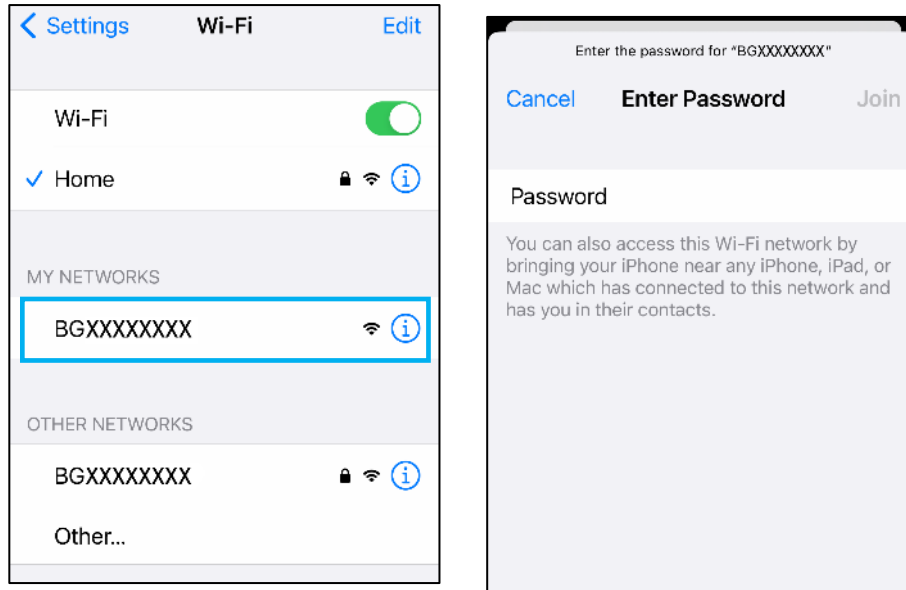 Settings Wi-Fi Edit
Wi-Fi
Home
MY NETWORKS
BGXXXXXXXX
OTHER NETWORKS
BGXXXXXXXX
Other...
Enter the password for "BGXXXXXXXX"
Cancel Enter Password Join
Password
You can also access this Wi-Fi network by
bringing your iPhone near any iPhone, iPad, or
Mac which has connected to this network and
has you in their contacts.